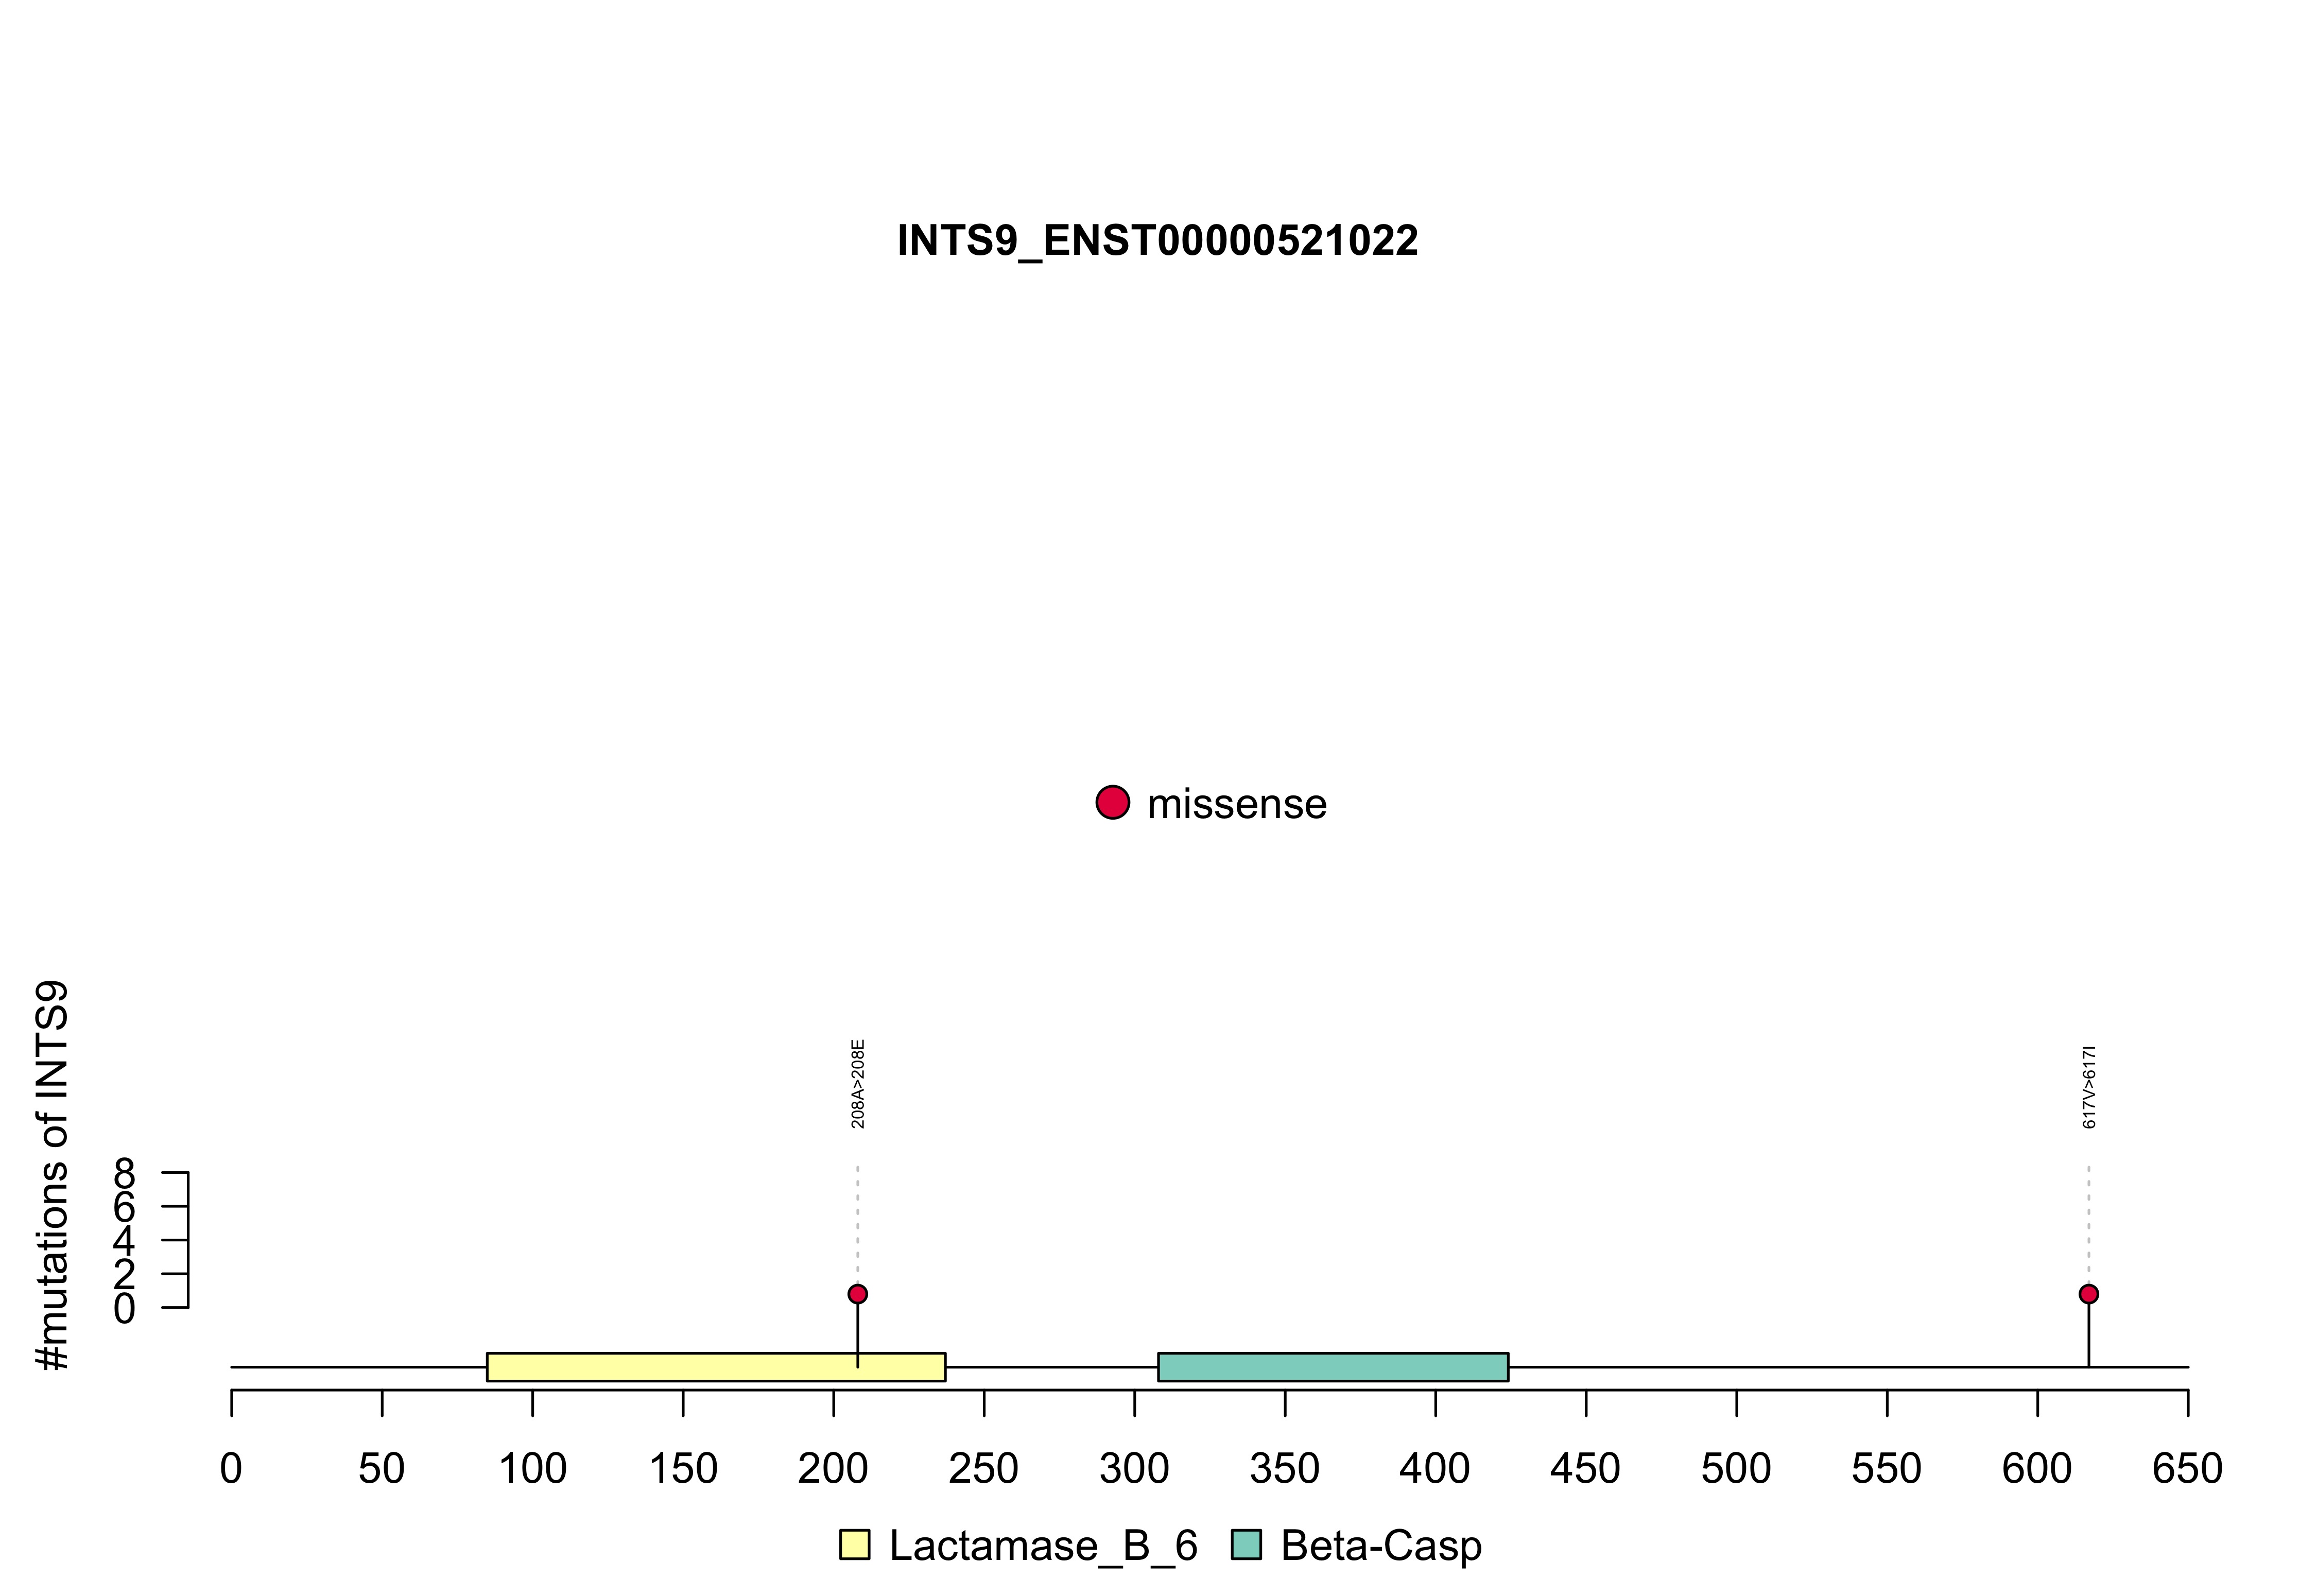 INTS9_ENST00000521022
missense
#mutations of INTS9
208A>208E
617V>617I
8
6
4
2
0
0 50 100 150 200 250 300 350 400 450 500 550 600 650
Lactamase_B_6 Beta-Casp